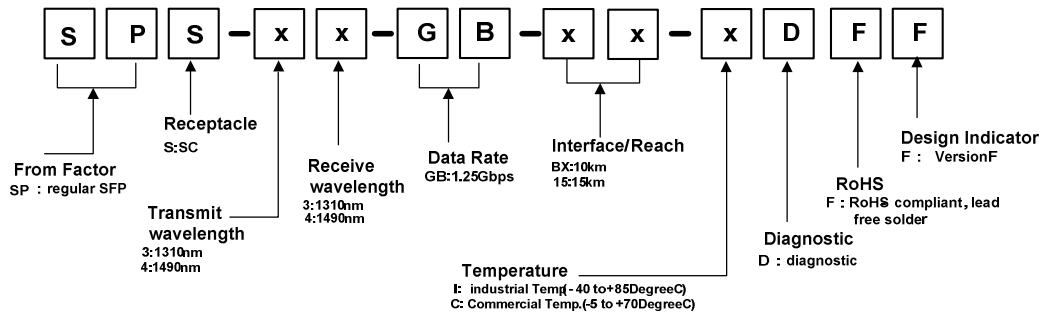 S P S - x x - G B - x x - x D F F
Receptacle
S:SC
From Factor
SP : regular SFP
Transmit
wavelength
3:1310nm
4:1490nm
Receive
wavelength
3:1310nm
4:1490nm
Data Rate
GB:1.25Gbps
Interface/Reach
BX:10km
15:15km
Temperature
I: industrial Temp(-40 to+85DegreeC)
C: Commercial Temp.(-5 to +70DegreeC)
Diagnostic
D : diagnostic
RoHS
F : RoHS compliant, lead
free solder
Design Indicator
F : VersionF